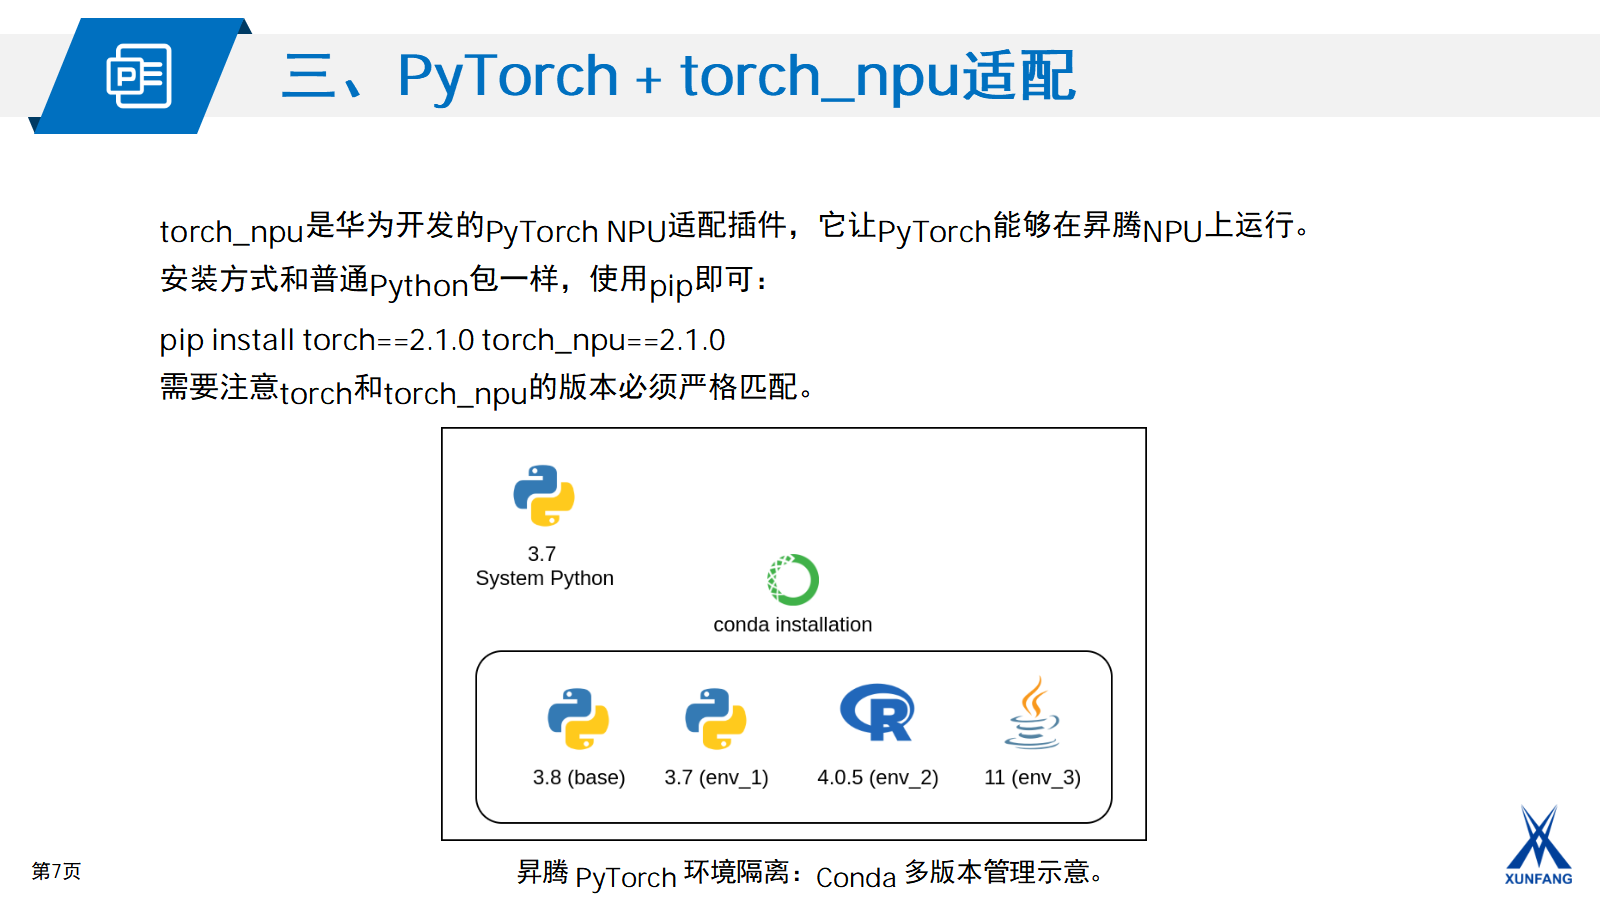 三、PyTorch + torch_npu适配
torch_npu是华为开发的PyTorch NPU适配插件，它让PyTorch能够在昇腾NPU上运行。
安装方式和普通Python包一样，使用pip即可：
pip install torch==2.1.0 torch_npu==2.1.0
需要注意torch和torch_npu的版本必须严格匹配。
3.7
System Python
conda installation
3.8 (base) 3.7 (env_1) 4.0.5 (env_2) 11 (env_3)
昇腾 PyTorch 环境隔离：Conda 多版本管理示意。
第7页
XUNFANG